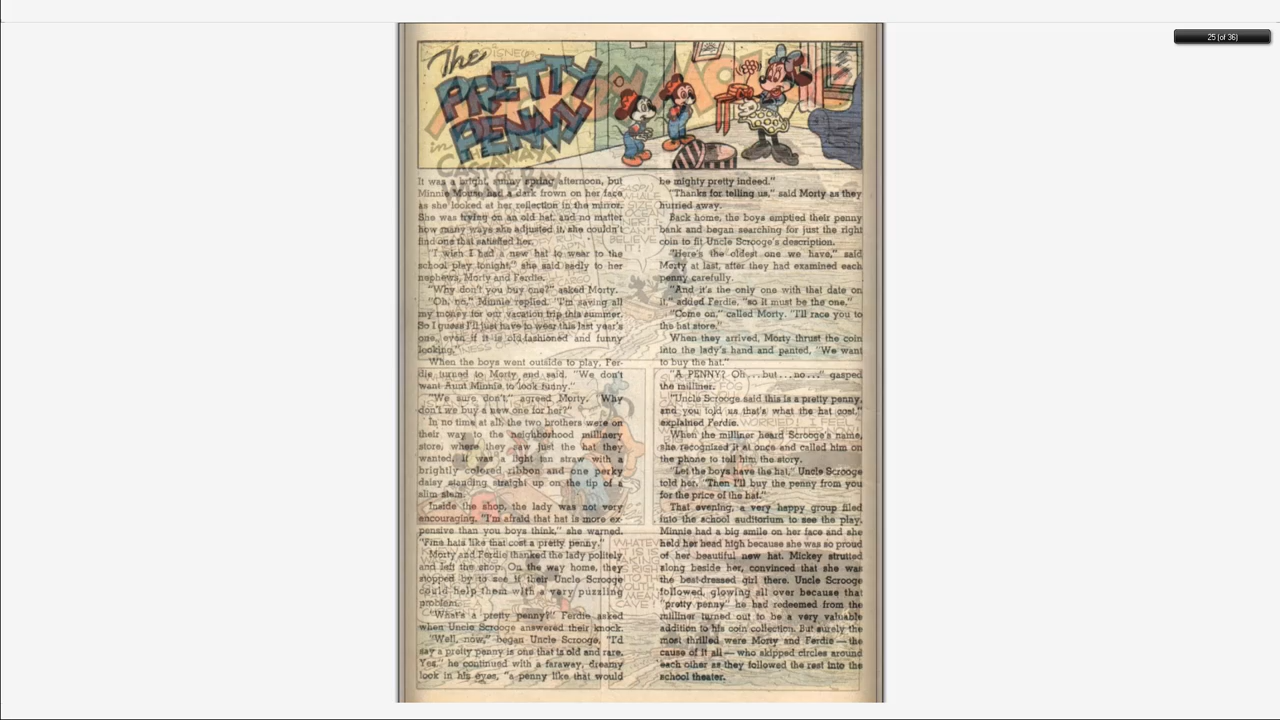 25 (of 36)
The
PRETTY
PENNY
It was a bright, sunny spring afternoon, but
Minnie Mouse had a dark frown on her face
as she looked at her reflection in the mirror.
She was trying on an old hat, and no matter
how many ways she adjusted it, she couldn't
find one that satisfied her.
"I wish I had a new hat to wear to the
school play tonight," she said sadly to her
nephews, Morty and Ferdie.
"Why don't you buy one?" asked Morty.
"Oh, no," Minnie replied. "I'm saving all
my money for our vacation trip this summer.
So I guess I'll just have to wear this last year's
one, even if it is old-fashioned and funny
looking."
When the boys went outside to play, Fer-
die turned to Morty and said, "We don't
want Aunt Minnie to look funny."
"We sure don't," agreed Morty. "Why
don't we buy a new one for her?"
In no time at all, the two brothers were on
their way to the neighborhood millinery
store, where they saw just the hat they
wanted. It was a light tan straw with a
brightly colored ribbon and one perky
daisy standing straight up on the tip of a
slim stem.
Inside the shop, the lady was not very
encouraging. "I'm afraid that hat is more ex-
pensive than you boys think," she warned.
"Fine hats like that cost a pretty penny."
Morty and Ferdie thanked the lady politely
and left the shop. On the way home, they
stopped by to see if their Uncle Scrooge
could help them with a very puzzling
problem.
"What's a pretty penny?" Ferdie asked
when Uncle Scrooge answered their knock.
"Well, now," began Uncle Scrooge, "I'd
say a pretty penny is one that is old and rare.
Yes," he continued with a faraway, dreamy
look in his eyes, "a penny like that would
be mighty pretty indeed."
"Thanks for telling us," said Morty as they
hurried away.
Back home, the boys emptied their penny
bank and began searching for just the right
coin to fit Uncle Scrooge's description.
"Here's the oldest one we have," said
Morty at last, after they had examined each
penny carefully.
"And it's the only one with that date on
it," added Ferdie, "so it must be the one."
"Come on," called Morty. "I'll race you to
the hat store."
When they arrived, Morty thrust the coin
into the lady's hand and panted, "We want
to buy the hat."
"A PENNY? Oh...but...no..." gasped
the milliner.
"Uncle Scrooge said this is a pretty penny,
and you told us that's what the hat cost,"
explained Ferdie.
When the milliner heard Scrooge's name,
she recognized it at once and called him on
the phone to tell him the story.
"Let the boys have the hat," Uncle Scrooge
told her. "Then I'll buy the penny from you
for the price of the hat."
That evening, a very happy group filed
into the school auditorium to see the play.
Minnie had a big smile on her face and she
held her head high because she was so proud
of her beautiful new hat. Mickey strutted
along beside her, convinced that she was
the best-dressed girl there. Uncle Scrooge
followed, glowing all over because that
"pretty penny" he had redeemed from the
milliner turned out to be a very valuable
addition to his coin collection. But surely the
most thrilled were Morty and Ferdie — the
cause of it all — who skipped circles around
each other as they followed the rest into the
school theater.